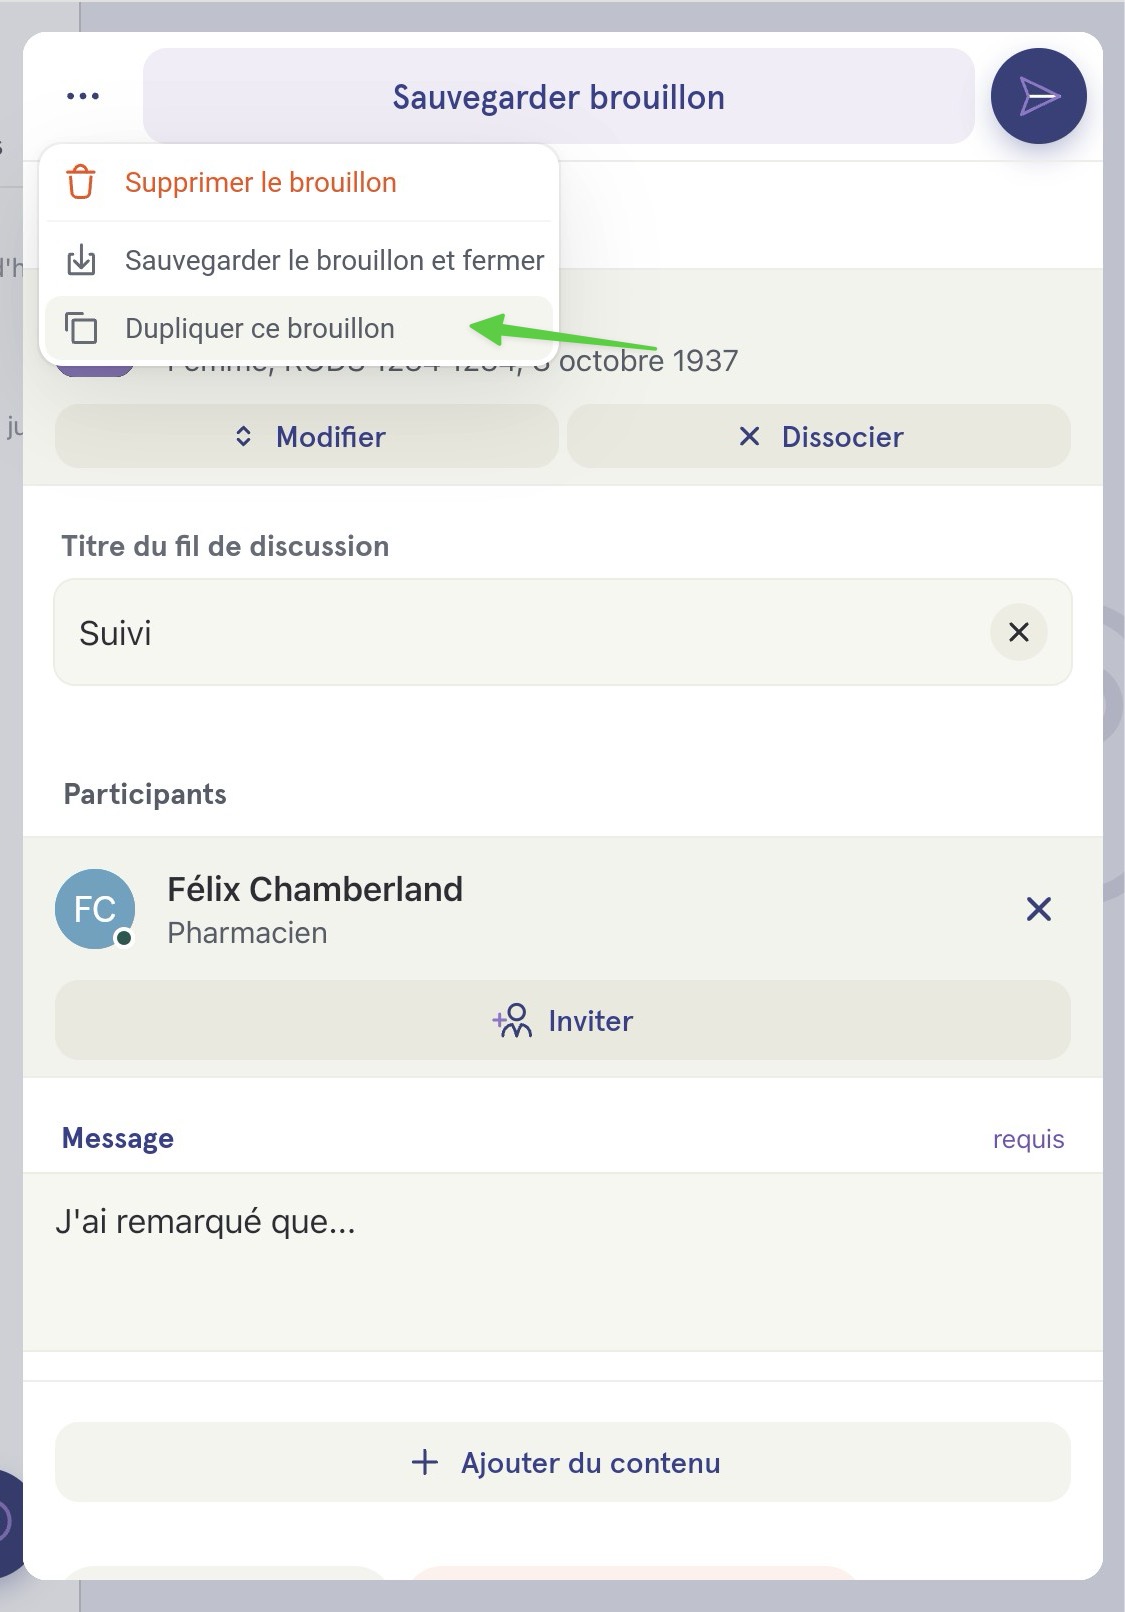 Sauvegarder brouillon
Supprimer le brouillon
Sauvegarder le brouillon et fermer
Dupliquer ce brouillon
octobre 1937
Modifier
Dissocier
Titre du fil de discussion
Suivi
Participants
FC
Félix Chamberland
Pharmacien
Inviter
Message
requis
J'ai remarqué que...
Ajouter du contenu